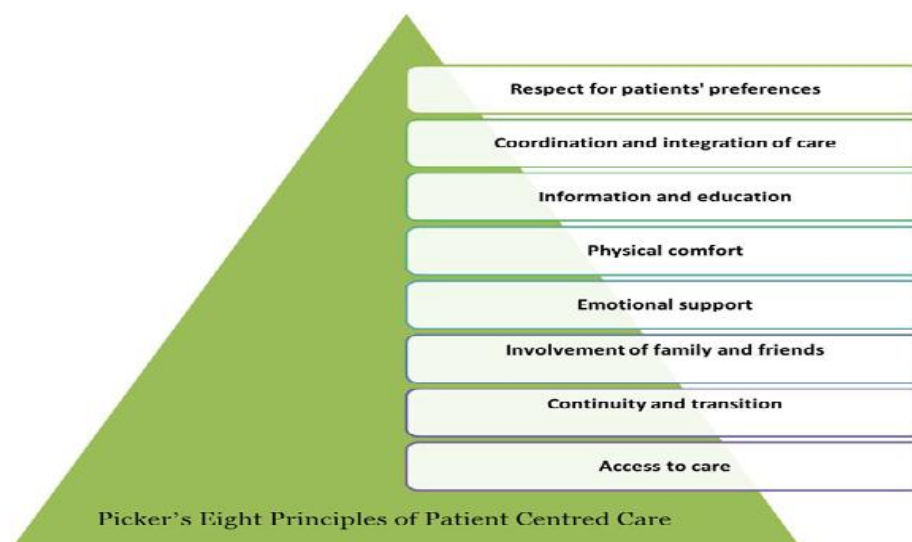 Respect for patients' preferences
Coordination and integration of care
Information and education
Physical comfort
Emotional support
Involvement of family and friends
Continuity and transition
Access to care
Picker's Eight Principles of Patient Centred Care